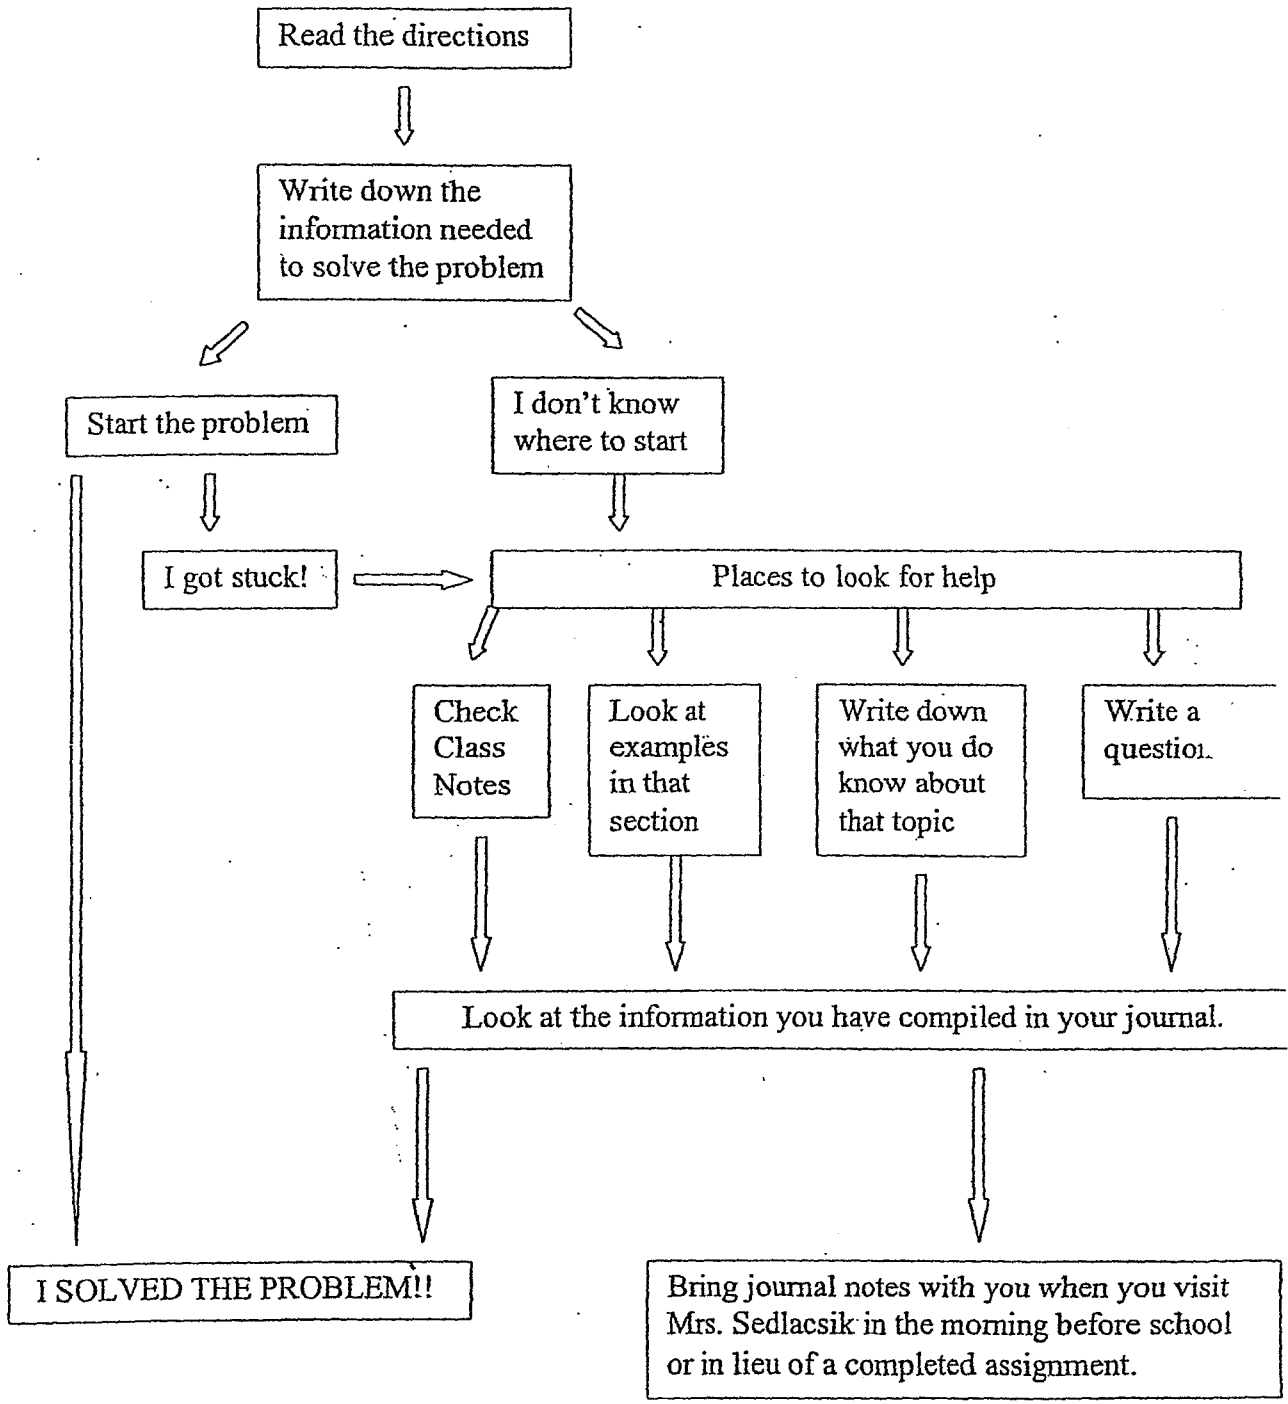 Read the directions
Write down the
information needed
to solve the problem
Start the problem
I don't know
where to start
I got stuck!
Places to look for help
Check
Class
Notes
Look at
examples
in that
section
Write down
what you do
know about
that topic
Write a
question.
Look at the information you have compiled in your journal.
I SOLVED THE PROBLEM!!
Bring journal notes with you when you visit
Mrs. Sedlacsik in the morning before school
or in lieu of a completed assignment.